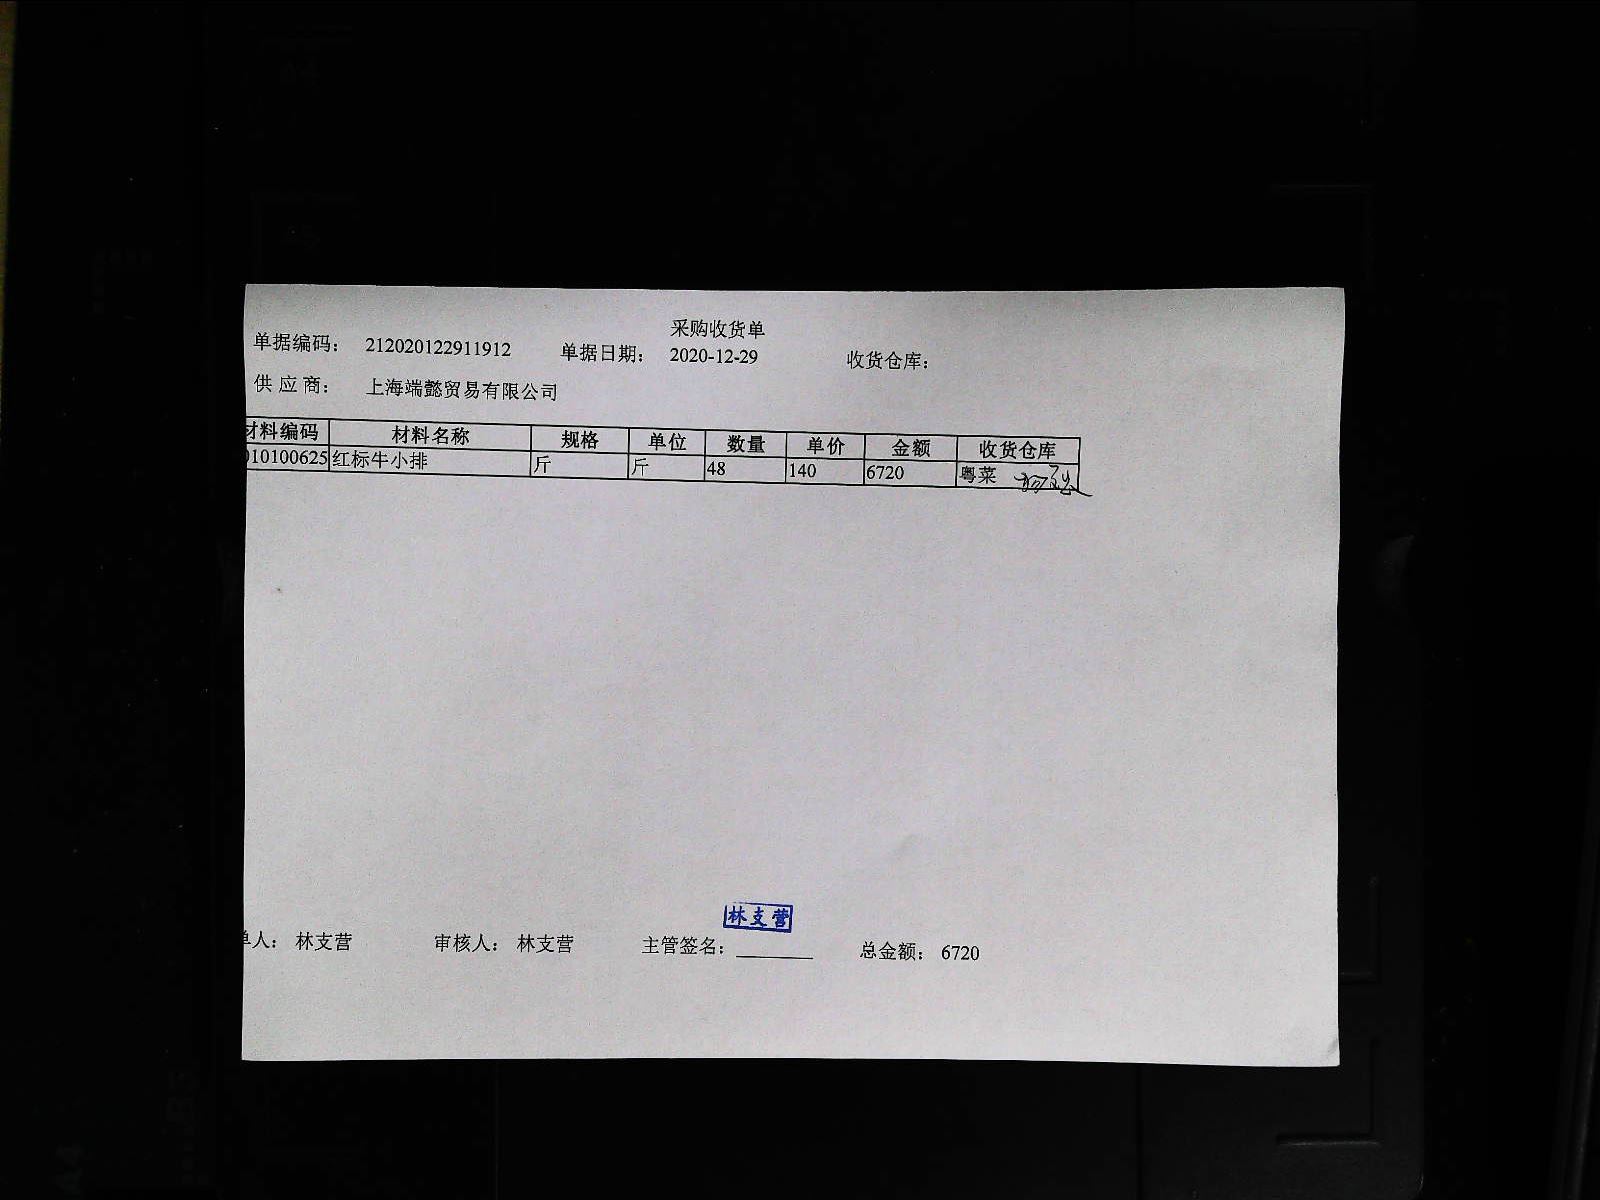 采购收货单
单据编码： 212020122911912 单据日期： 2020-12-29 收货仓库：
供 应 商： 上海端懿贸易有限公司
材料编码 材料名称 规格 单位 数量 单价 金额 收货仓库
010100625 红标牛小排 斤 斤 48 140 6720 粤菜
林支营
单人： 林支营 审核人： 林支营 主管签名： 总金额： 6720